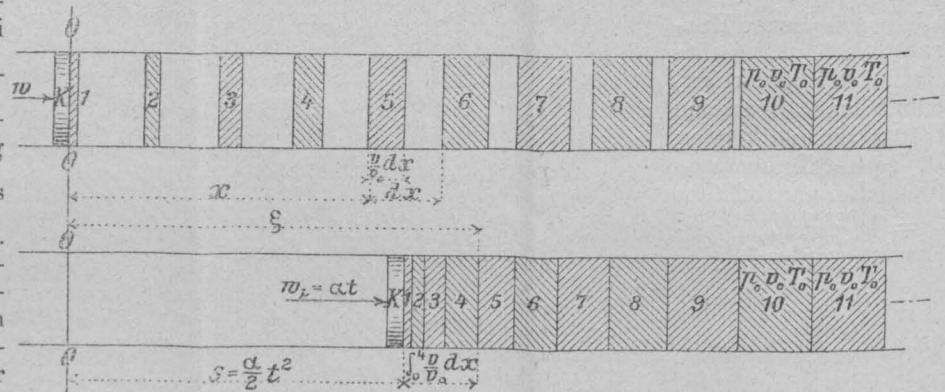 0
p₀ v₀ T₀ p₀ v₀ T₀
w K 1 2 3 4 5 6 7 8 9 10 11
0
v/v₀ dx
x dx
ξ
0
p₀ v₀ T₀ p₀ v₀ T₀
w₁ = at K 1 2 3 4 5 6 7 8 9 10 11
0
s = a/2 t² ∫₀⁴ v/v₀ dx